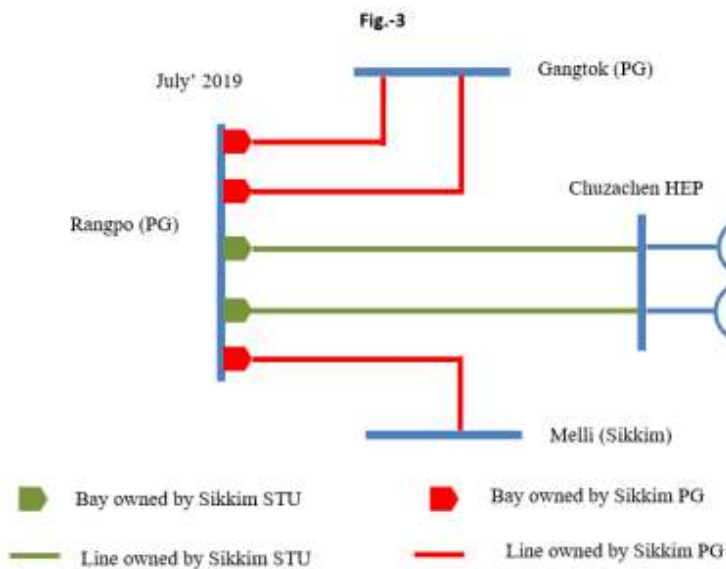 Fig.-3
July’ 2019
Gangtok (PG)
Chuzachen HEP
Rangpo (PG)
Melli (Sikkim)
Bay owned by Sikkim STU
Bay owned by Sikkim PG
Line owned by Sikkim STU
Line owned by Sikkim PG